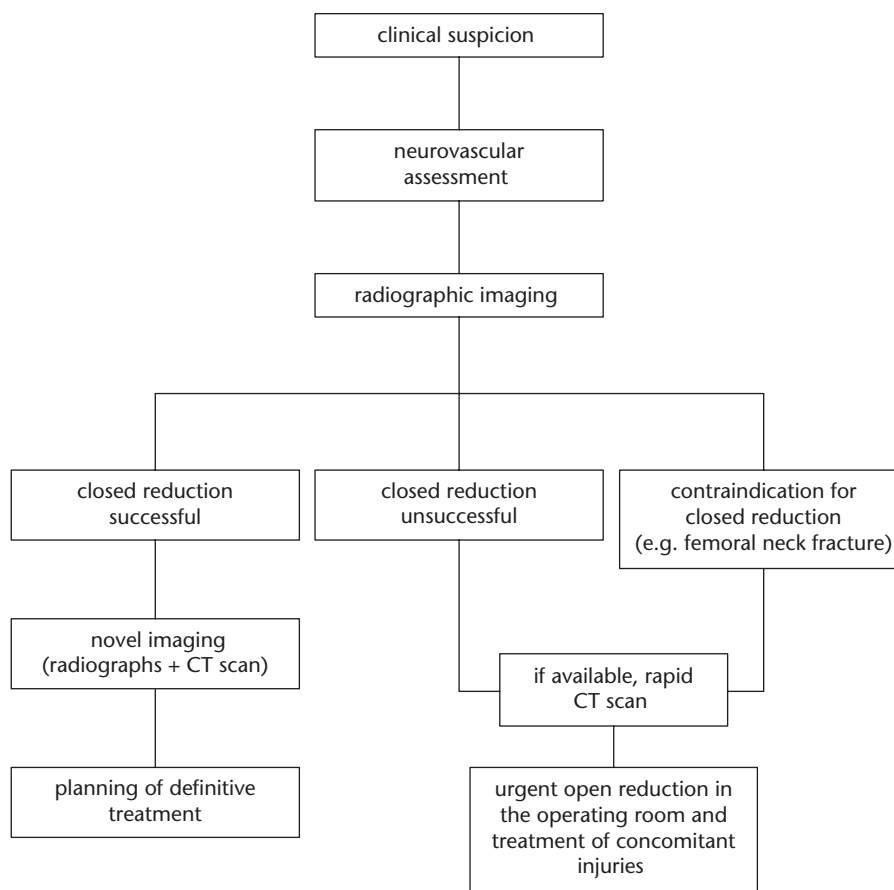 clinical suspicion
neurovascular
assessment
radiographic imaging
closed reduction
successful
closed reduction
unsuccessful
contraindication for
closed reduction
(e.g. femoral neck fracture)
novel imaging
(radiographs + CT scan)
if available, rapid
CT scan
planning of definitive
treatment
urgent open reduction in
the operating room and
treatment of concomitant
injuries